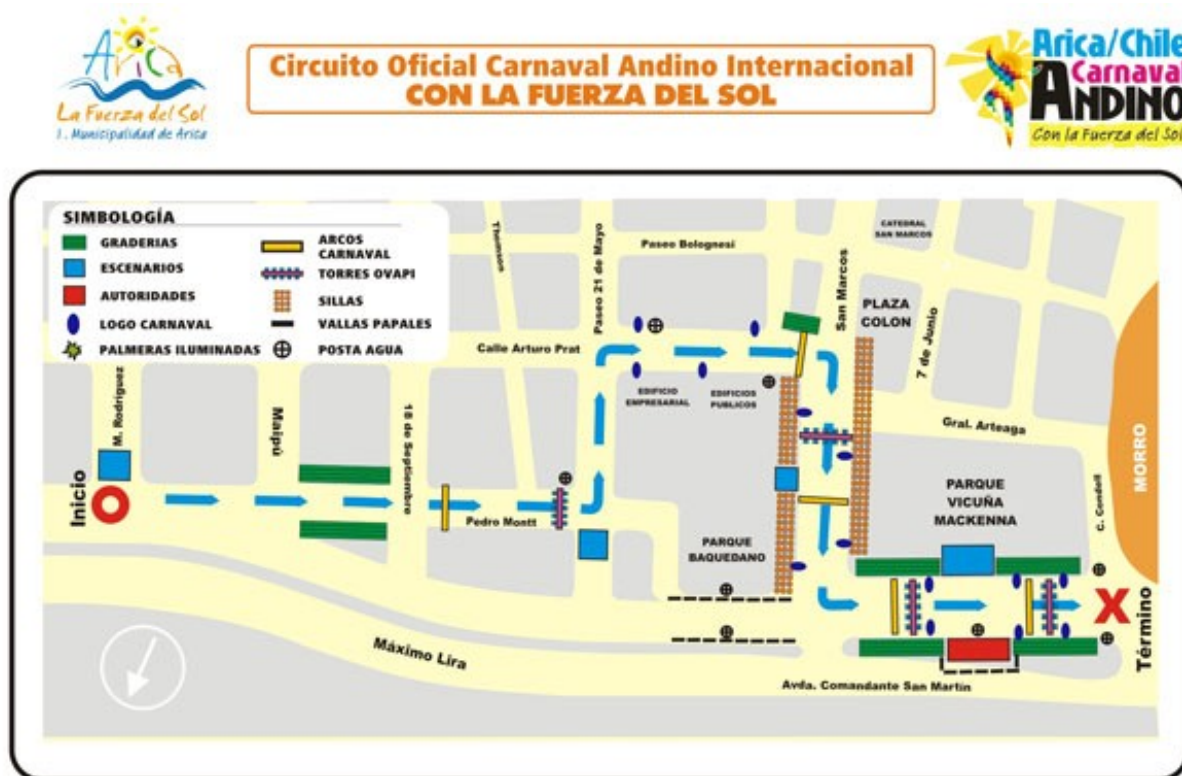 Arica
La Fuerza del Sol
I. Municipalidad de Arica
Circuito Oficial Carnaval Andino Internacional
CON LA FUERZA DEL SOL
Arica/Chile
Carnaval
ANDINO
Con la Fuerza del Sol
SIMBOLOGÍA
GRADERIAS
ESCENARIOS
AUTORIDADES
LOGO CARNAVAL
PALMERAS ILUMINADAS
ARCOS
CARNAVAL
TORRES OVAPI
SILLAS
VALLAS PAPALES
POSTA AGUA
Thomson
Paseo 21 de Mayo
Paseo Bolognesi
San Marcos
CATEDRAL
SAN MARCOS
PLAZA
COLON
7 de Junio
Calle Arturo Prat
EDIFICIO
EMPRESARIAL
EDIFICIOS
PUBLICOS
M. Rodriguez
Maipú
18 de Septiembre
Gral. Arteaga
MORRO
Inicio
Pedro Montt
PARQUE
VICUÑA
MACKENNA
C. Condell
PARQUE
BAQUEDANO
X
Término
Máximo Lira
Avda. Comandante San Martín